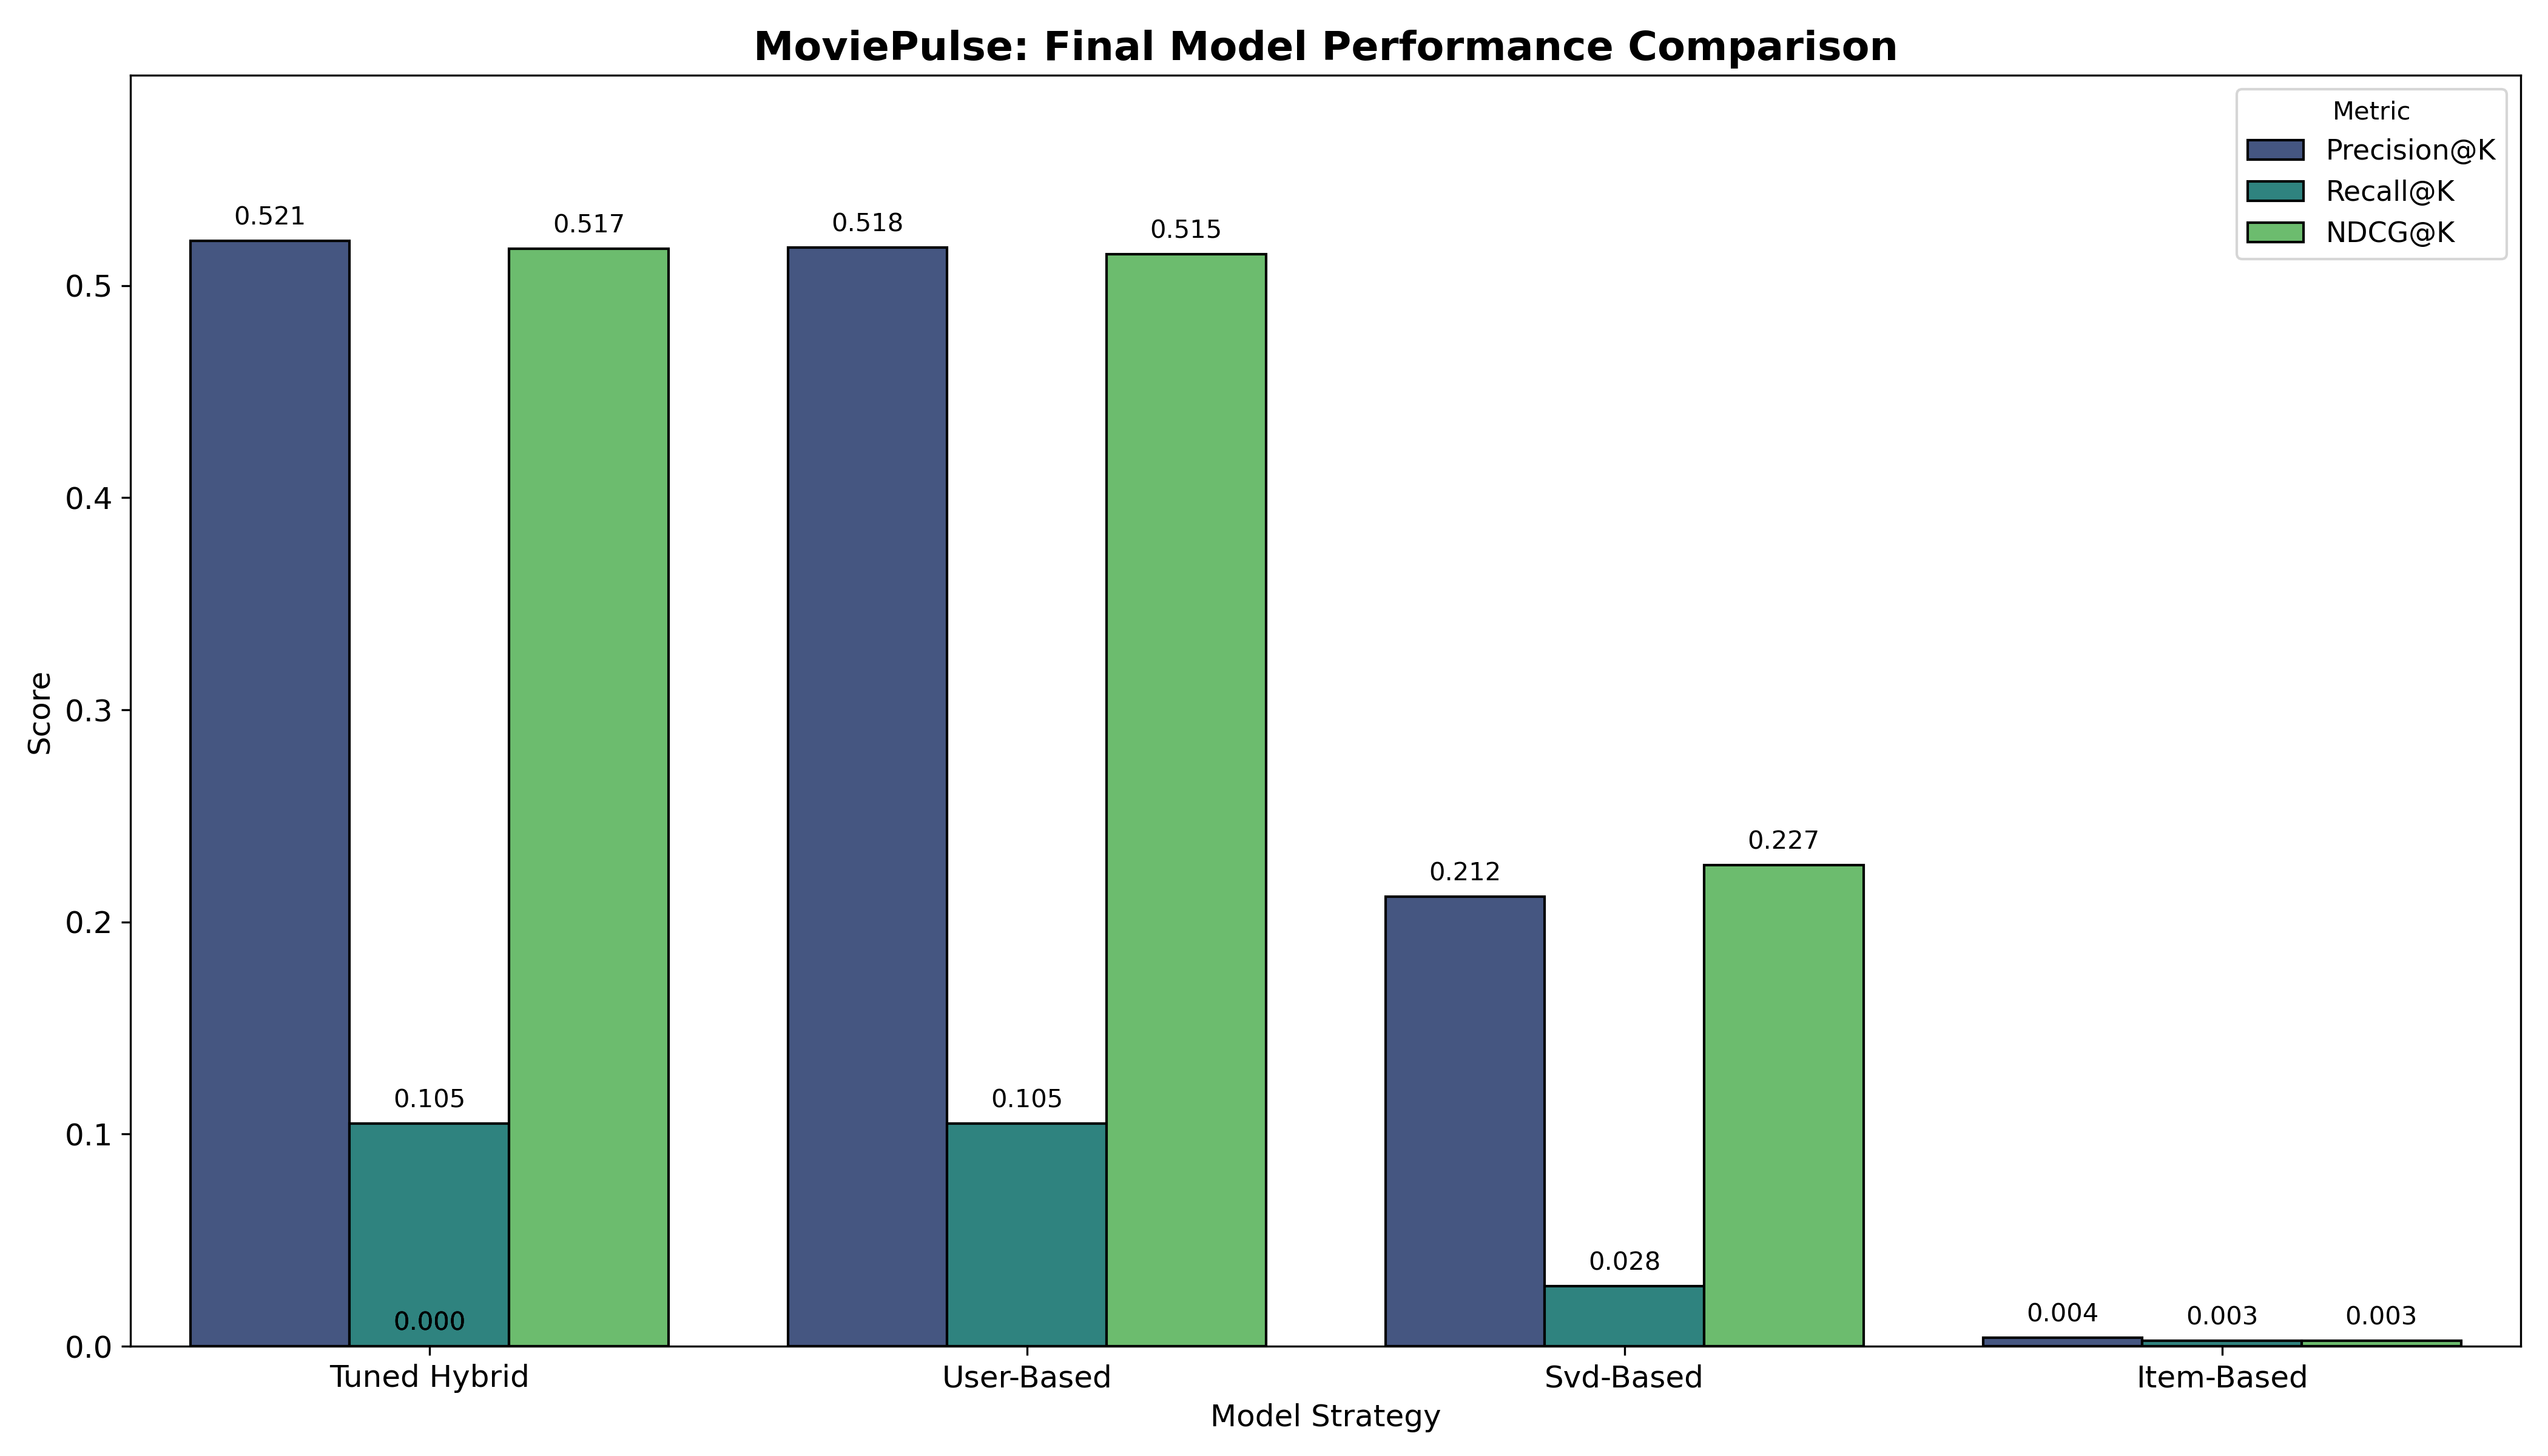 MoviePulse: Final Model Performance Comparison
Metric
Precision@K
Recall@K
NDCG@K
0.521
0.517
0.518
0.515
0.5
0.4
0.3
0.227
0.212
0.2
0.105
0.105
0.1
0.028
0.000
0.004
0.003
0.003
0.0
Score
Tuned Hybrid
User-Based
Svd-Based
Item-Based
Model Strategy